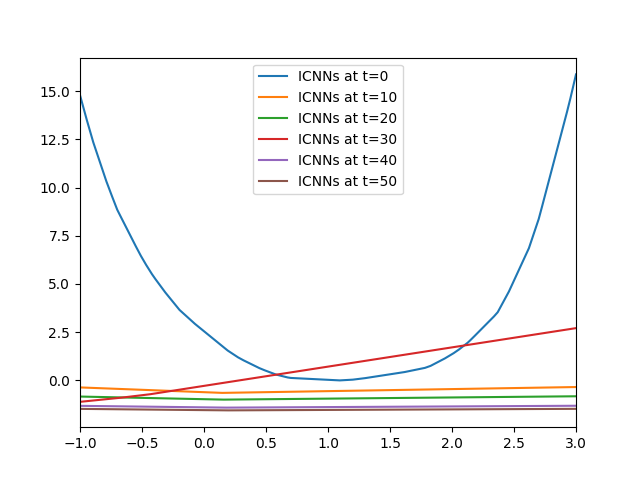 15.0
12.5
10.0
7.5
5.0
2.5
0.0
−1.0 −0.5 0.0 0.5 1.0 1.5 2.0 2.5 3.0
ICNNs at t=0
ICNNs at t=10
ICNNs at t=20
ICNNs at t=30
ICNNs at t=40
ICNNs at t=50